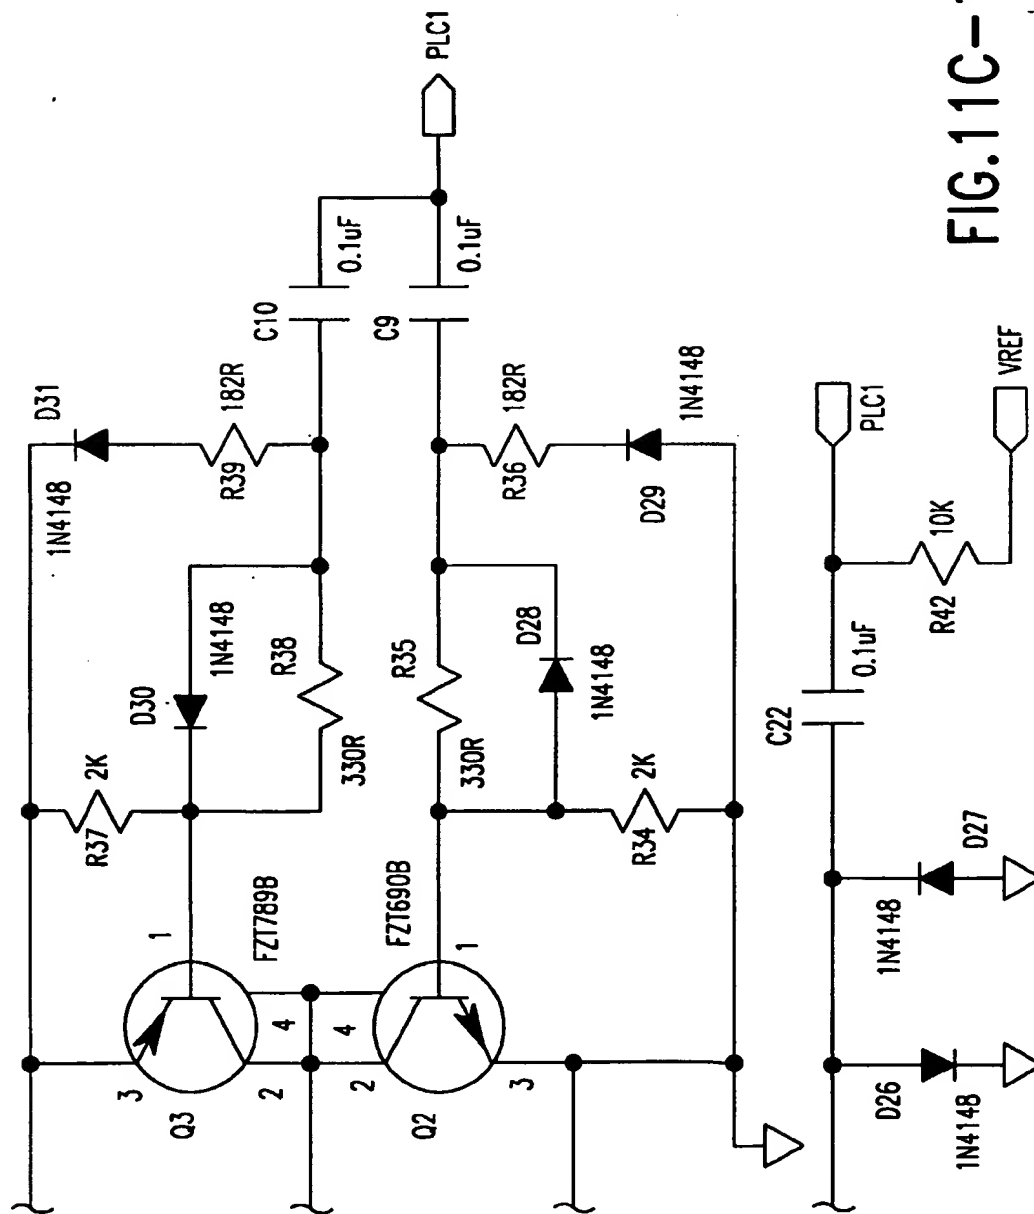 D31
1N4148
182R
R39
C10
0.1uF
PLC1
R37
2K
D30
1N4148
R38
330R
C9
0.1uF
1
FZT789B
3
4
2
Q3
R35
330R
182R
R36
1N4148
D29
D28
1N4148
FZT690B
1
4
2
3
Q2
2K
R34
C22
0.1uF
PLC1
10K
R42
VREF
D27
1N4148
D26
1N4148
FIG.11C-